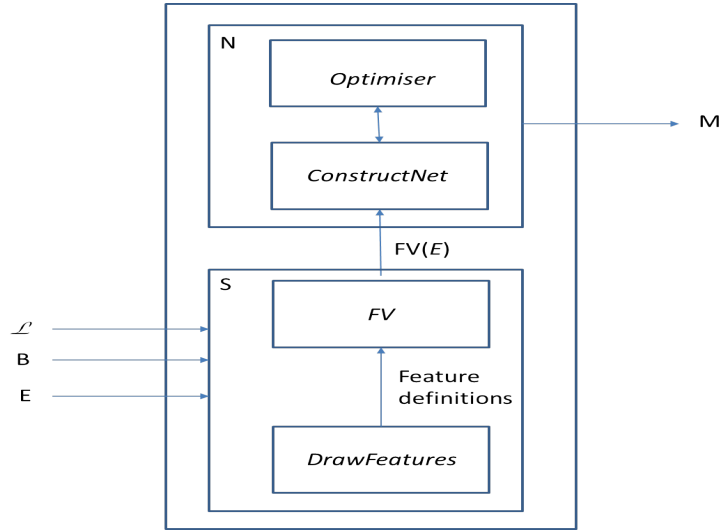 N
Optimiser
M
ConstructNet
FV(E)
S
FV
ℒ
B
E
Feature
definitions
DrawFeatures